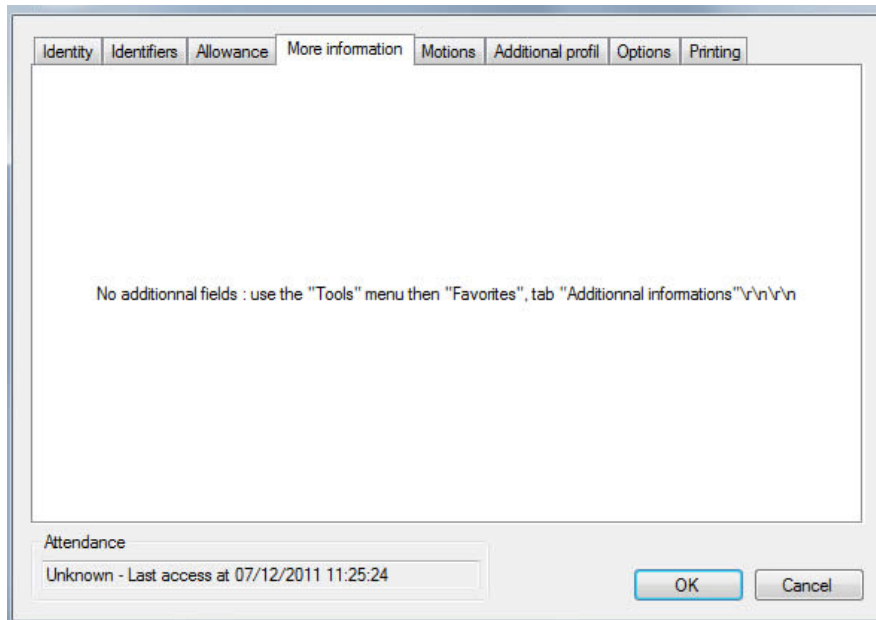 Identity Identifiers Allowance More information Motions Additional profil Options Printing
No additionnal fields : use the "Tools" menu then "Favorites", tab "Additionnal informations"\r\n\r\n
Attendance
Unknown - Last access at 07/12/2011 11:25:24
OK Cancel